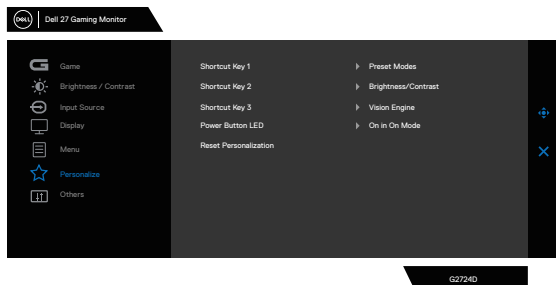 DELL
Dell 27 Gaming Monitor
Game
Brightness / Contrast
Input Source
Display
Menu
Personalize
Others
Shortcut Key 1
Preset Modes
Shortcut Key 2
Brightness/Contrast
Shortcut Key 3
Vision Engine
Power Button LED
On in On Mode
Reset Personalization
G2724D